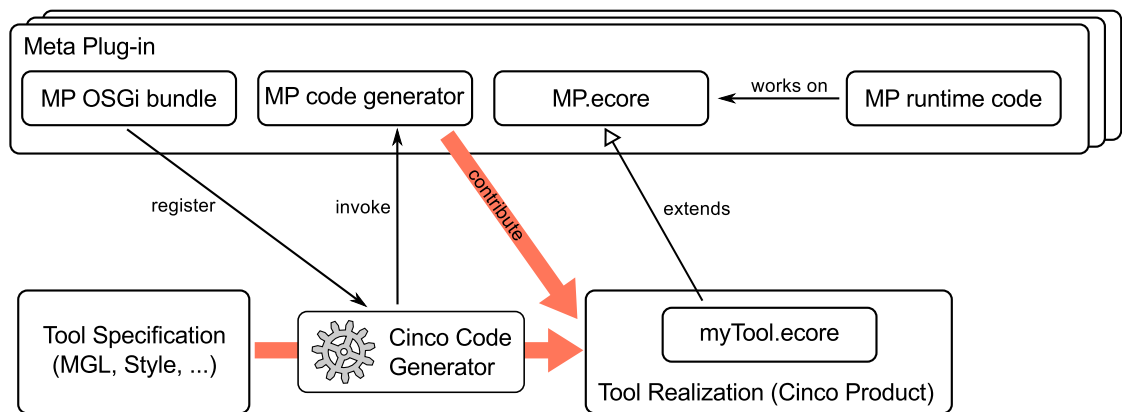 Meta Plug-in
MP OSGi bundle
MP code generator
MP.ecore
works on
MP runtime code
register
invoke
contribute
extends
Tool Specification
(MGL, Style, ...)
Cinco Code
Generator
myTool.ecore
Tool Realization (Cinco Product)